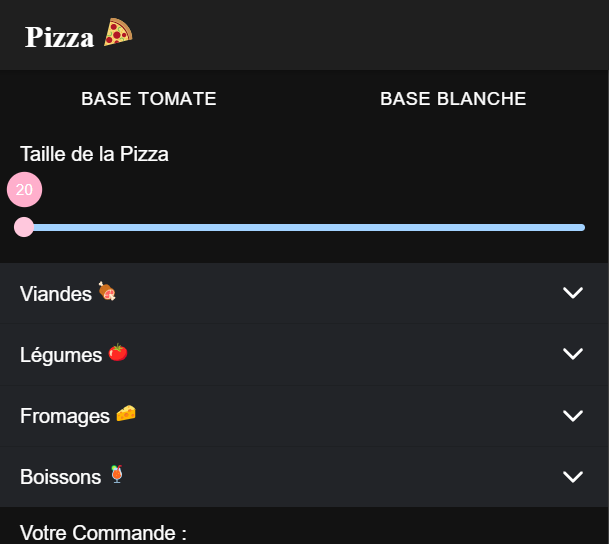 Pizza 🍕
BASE TOMATE BASE BLANCHE
Taille de la Pizza
20
Viandes 🍖
Légumes 🍅
Fromages 🧀
Boissons 🍹
Votre Commande :